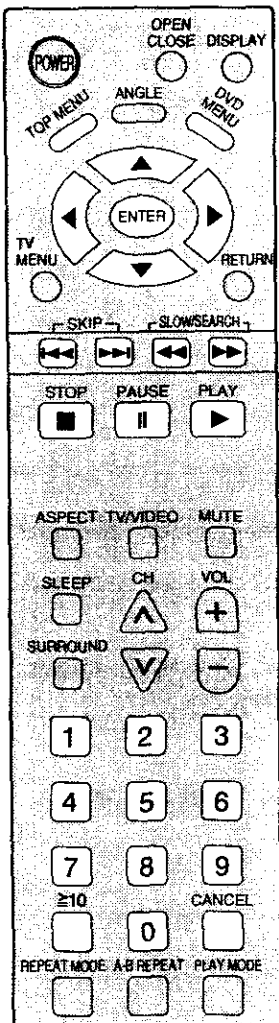 OPEN
CLOSE DISPLAY
POWER
TOP MENU ANGLE DVD MENU
ENTER
TV
MENU RETURN
SKIP SLOW/SEARCH
STOP PAUSE PLAY
ASPECT TV/VIDEO MUTE
SLEEP CH VOL
+
SURROUND
−
1 2 3
4 5 6
7 8 9
≧10 CANCEL
0
REPEAT MODE A-B REPEAT PLAY MODE